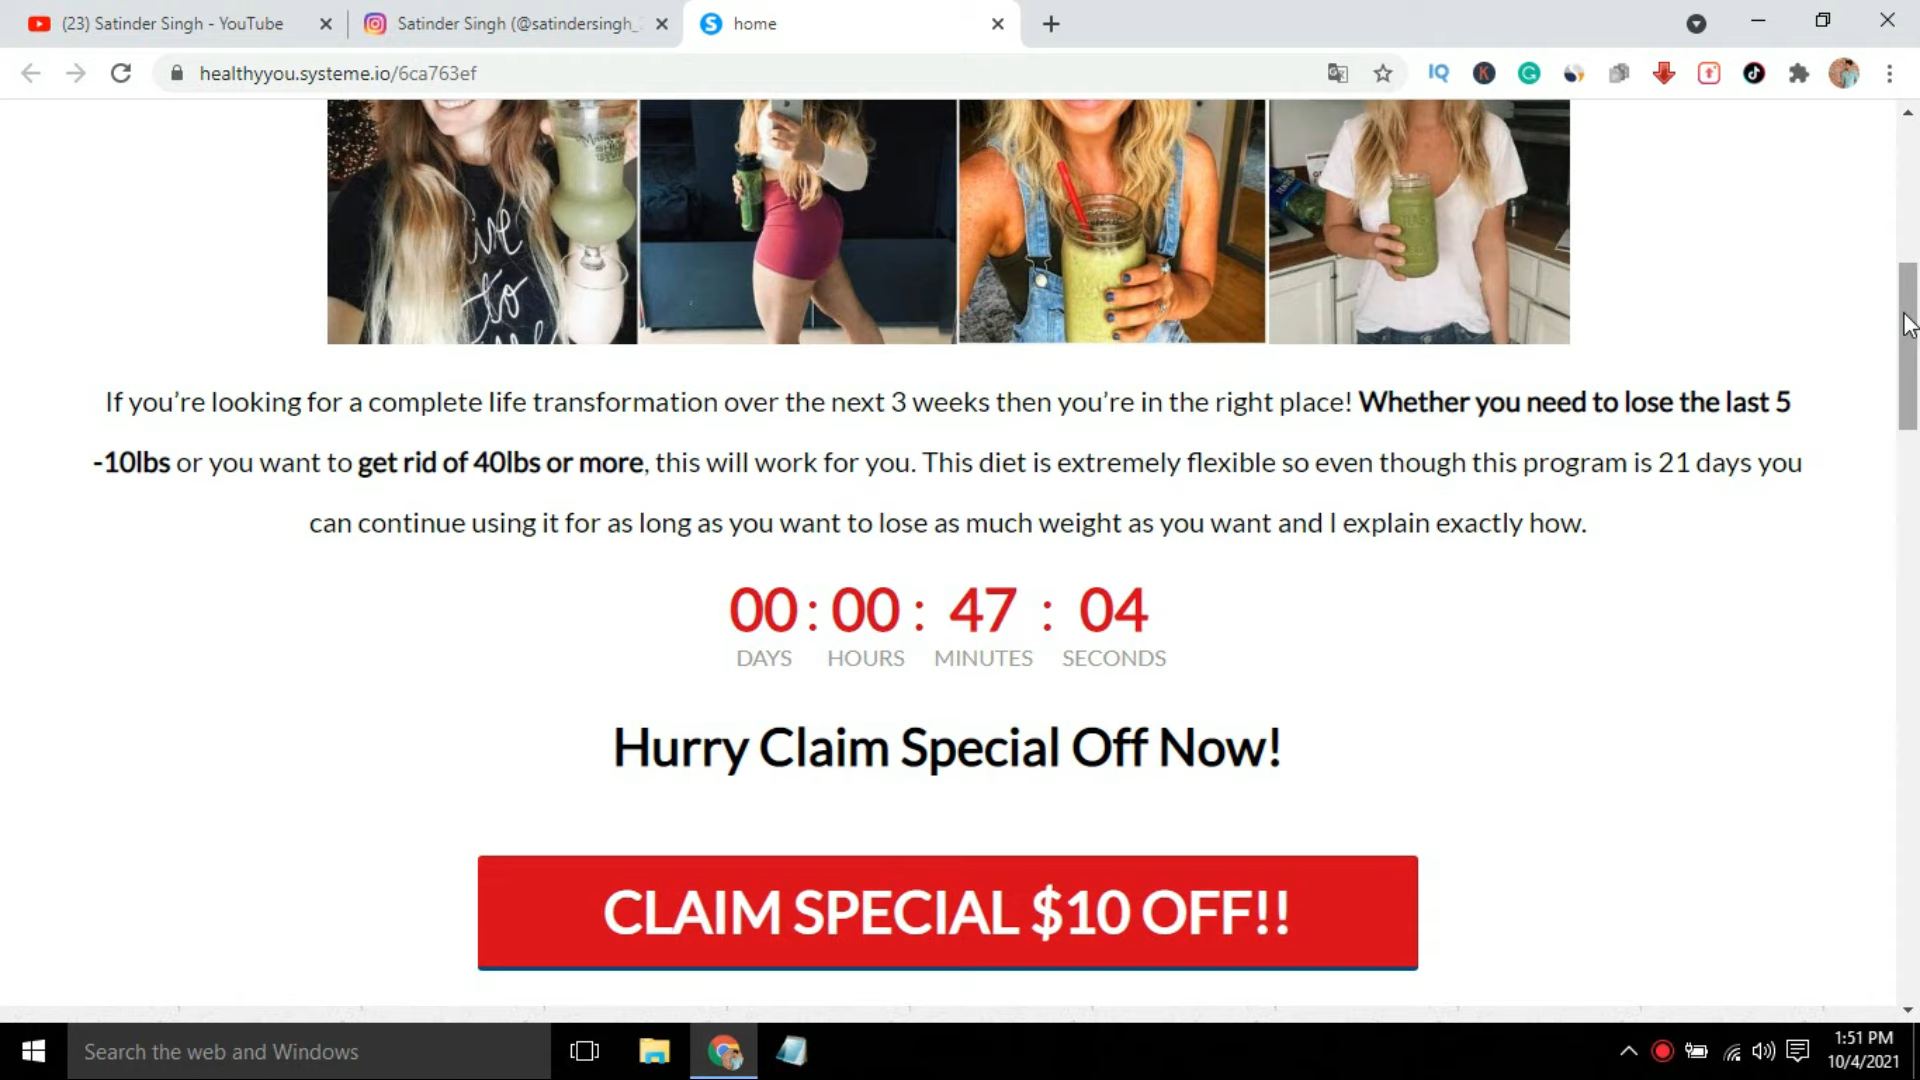 (23) Satinder Singh - YouTube
Satinder Singh (@satindersingh_
home
healthyyou.systeme.io/6ca763ef
IQ
If you're looking for a complete life transformation over the next 3 weeks then you're in the right place! Whether you need to lose the last 5
-10lbs or you want to get rid of 40lbs or more, this will work for you. This diet is extremely flexible so even though this program is 21 days you
can continue using it for as long as you want to lose as much weight as you want and I explain exactly how.
00 : 00 : 47 : 04
DAYS HOURS MINUTES SECONDS
Hurry Claim Special Off Now!
CLAIM SPECIAL $10 OFF!!
Search the web and Windows
1:51 PM
10/4/2021